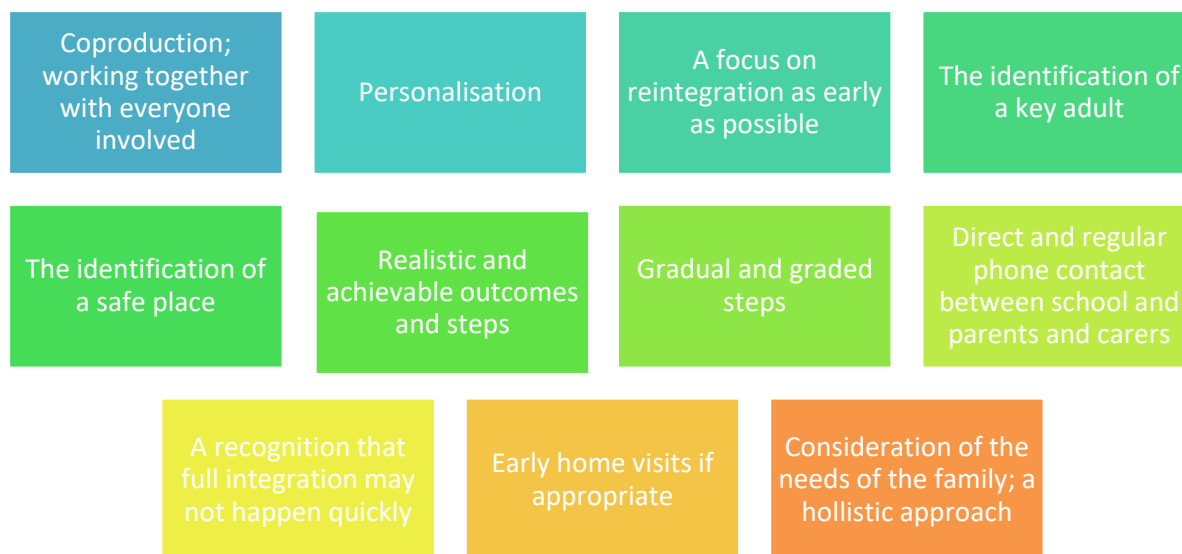 Coproduction;
working together
with everyone
involved
Personalisation
A focus on
reintegration as early
as possible
The identification of
a key adult
The identification of
a safe place
Realistic and
achievable outcomes
and steps
Gradual and graded
steps
Direct and regular
phone contact
between school and
parents and carers
A recognition that
full integration may
not happen quickly
Early home visits if
appropriate
Consideration of the
needs of the family; a
hollistic approach